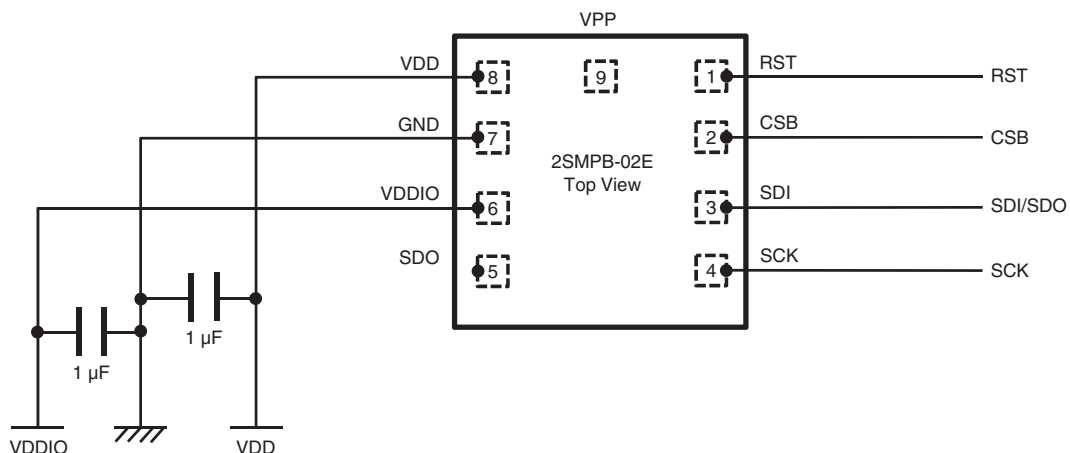 VPP
VDD 8 9 1 RST RST
GND 7 2 CSB CSB
2SMPB-02E
Top View
VDDIO 6 3 SDI SDI/SDO
SDO 5 4 SCK SCK
1 µF
1 µF
VDDIO VDD